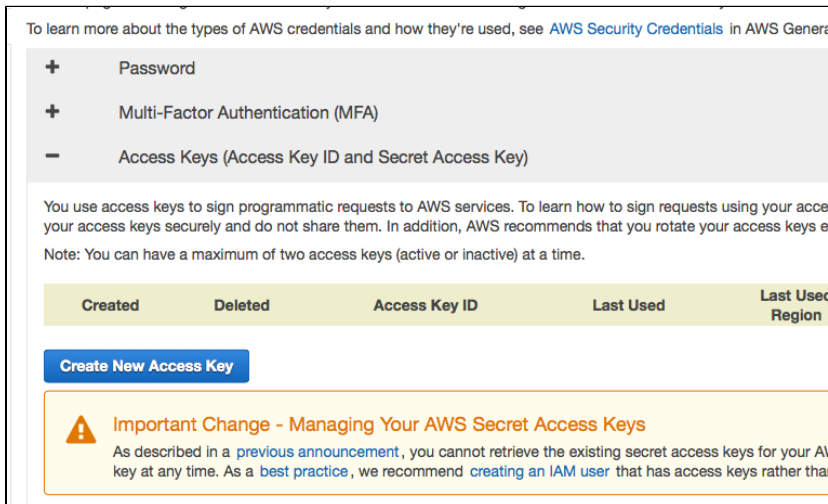 To learn more about the types of AWS credentials and how they're used, see AWS Security Credentials in AWS
Password
Multi-Factor Authentication (MFA)
Access Keys (Access Key ID and Secret Access Key)
You use access keys to sign programmatic requests to AWS services. To learn how to sign requests using your
your access keys securely and do not share them. In addition, AWS recommends that you rotate your access keys
Note: You can have a maximum of two access keys (active or inactive) at a time.
Created Deleted Access Key ID Last Used Last Used Region
Create New Access Key
Important Change - Managing Your AWS Secret Access Keys
As described in a previous announcement, you cannot retrieve the existing secret access keys for your
key at any time. As a best practice, we recommend creating an IAM user that has access keys rather